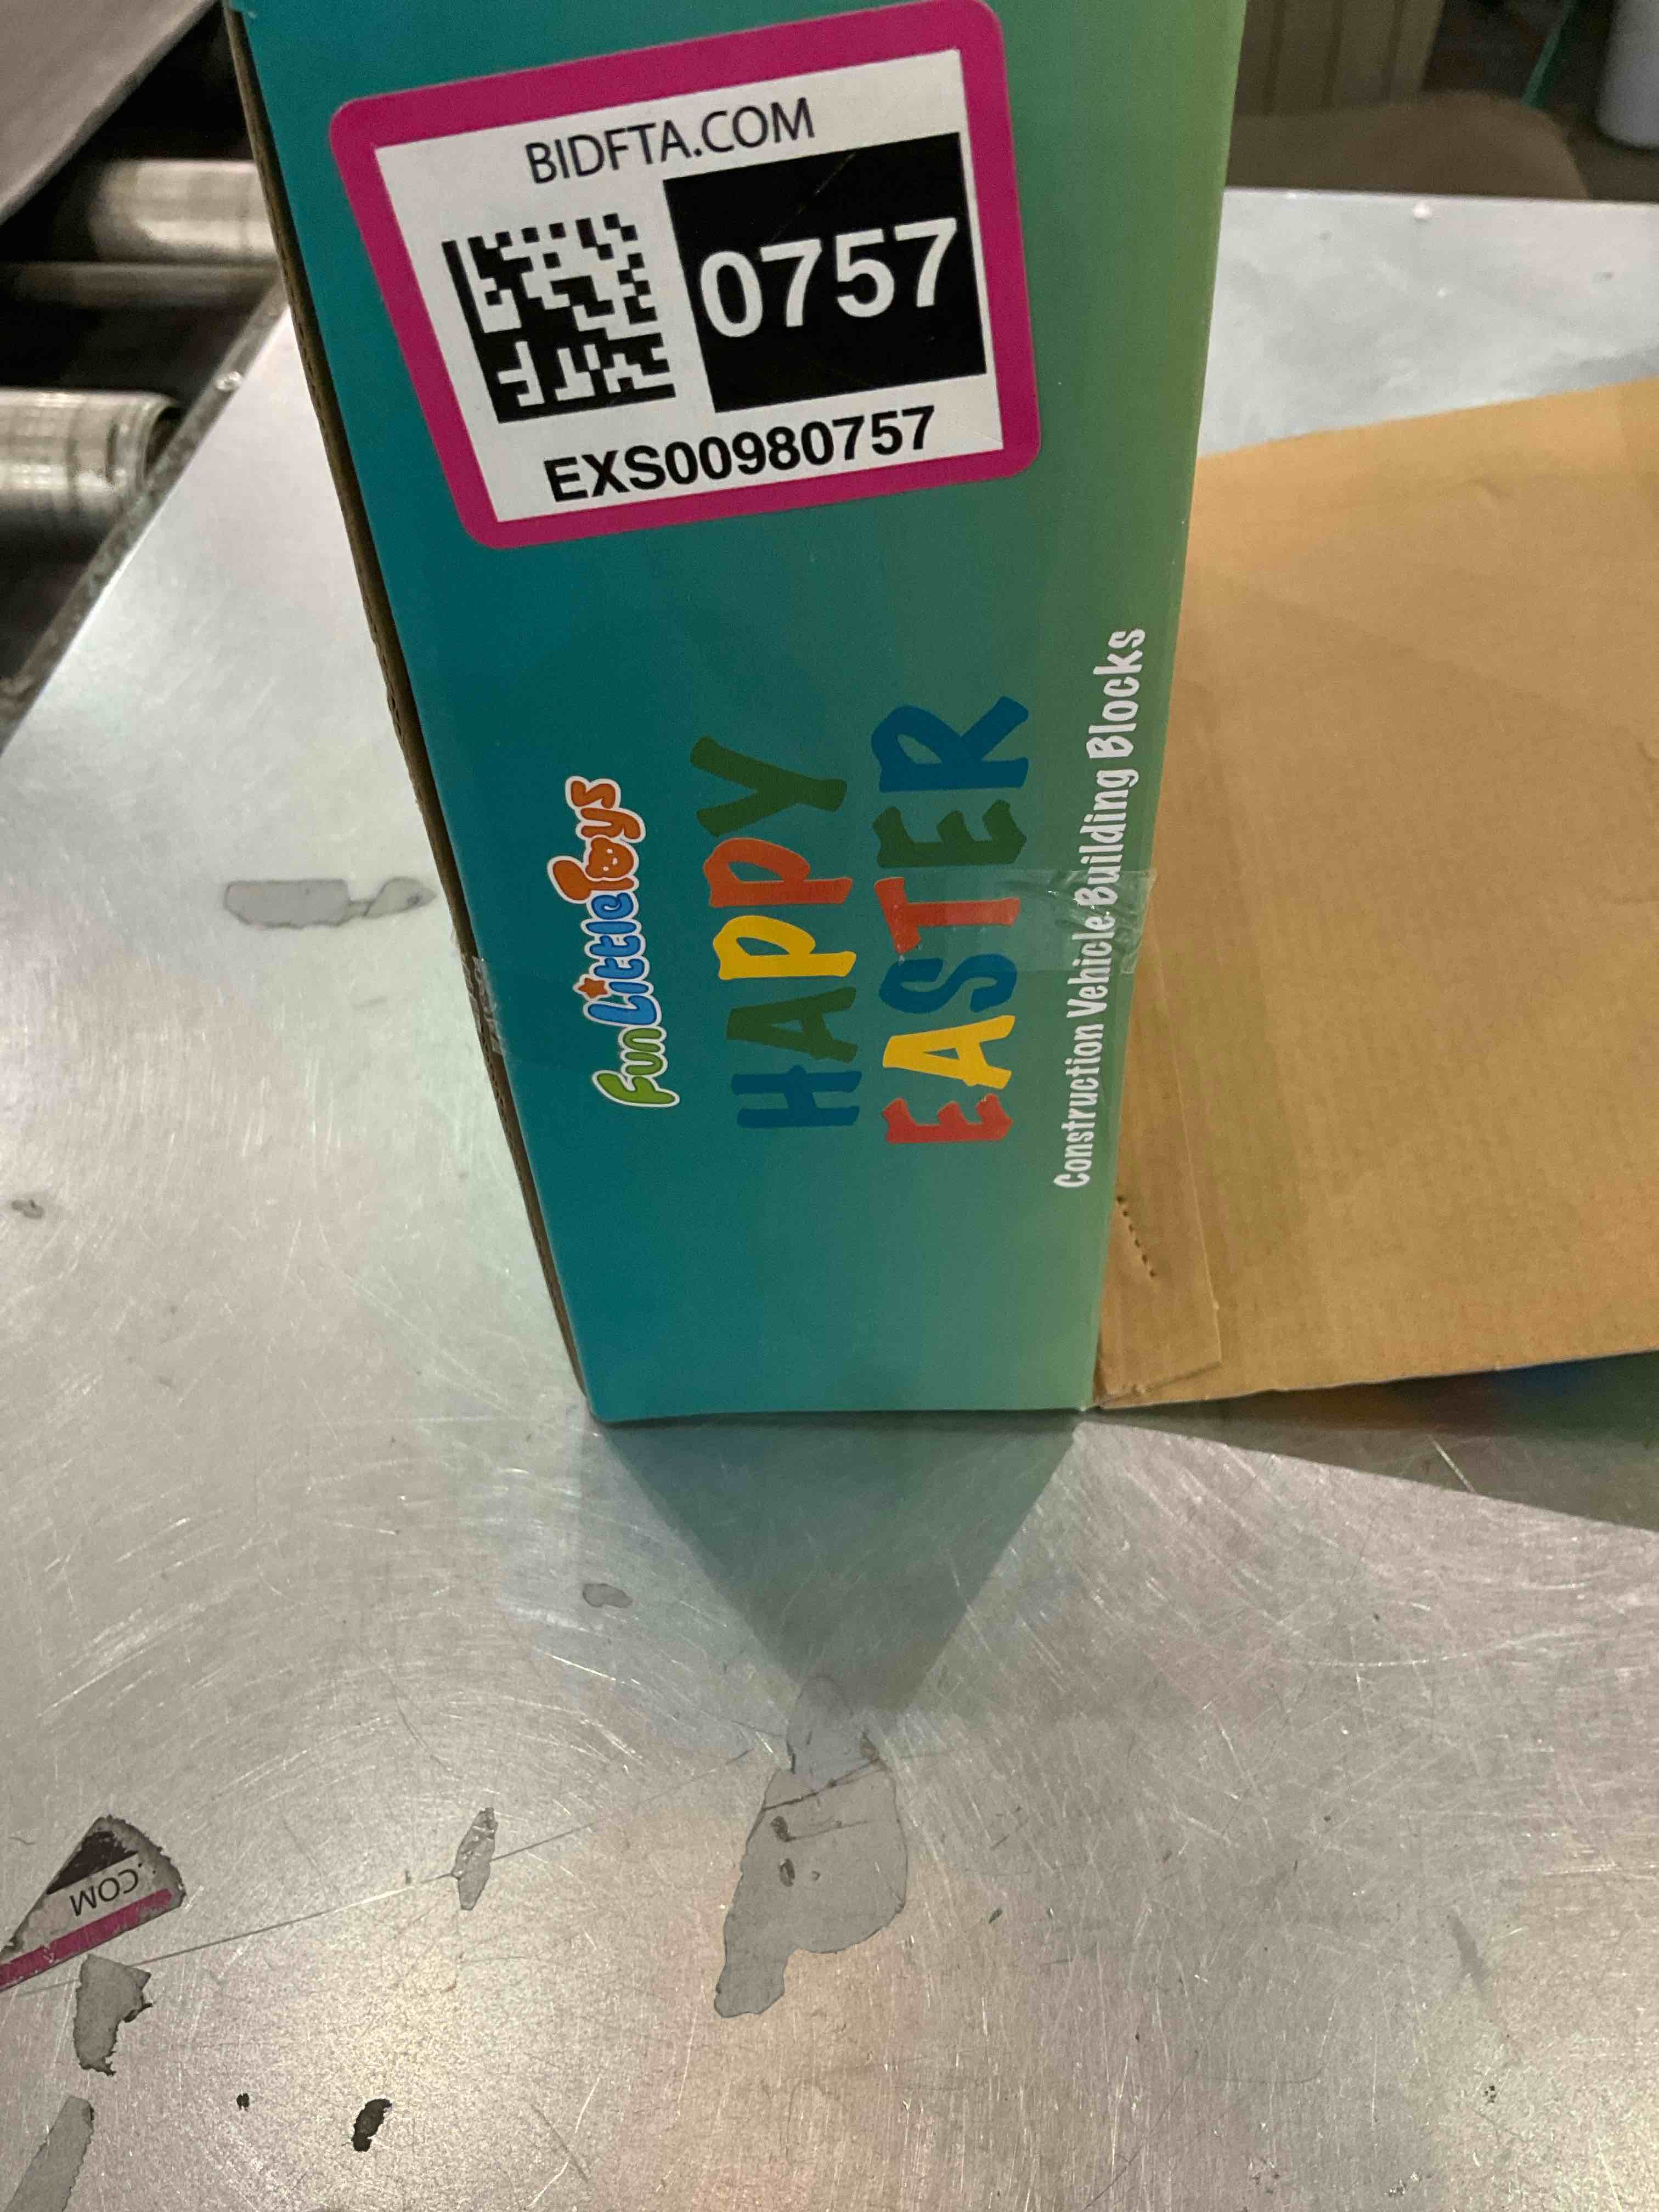 BIDFTA.COM
0757
EXS00980757
FunLittleToys
HAPPY
EASTER
Construction Vehicle Building Blocks
.COM